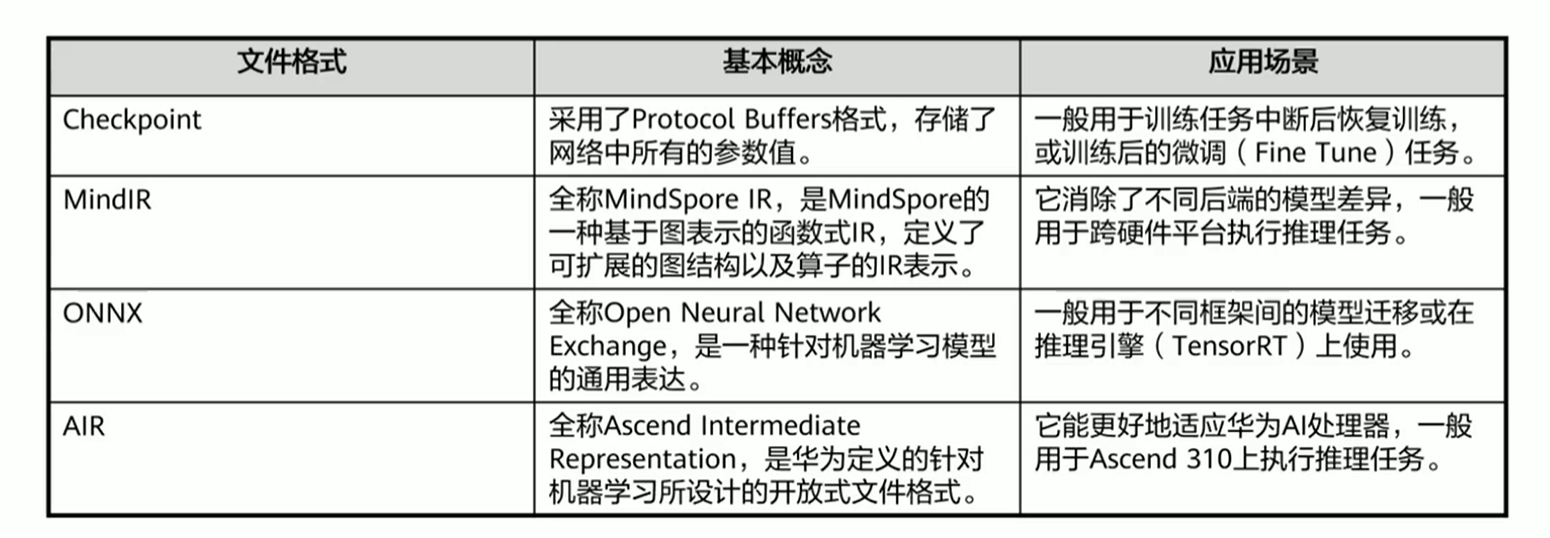 文件格式
基本概念
应用场景
Checkpoint
采用了Protocol Buffers格式，存储了
网络中所有的参数值。
一般用于训练任务中断后恢复训练，
或训练后的微调（Fine Tune）任务。
MindIR
全称MindSpore IR，是MindSpore的
一种基于图表示的函数式IR，定义了
可扩展的图结构以及算子的IR表示。
它消除了不同后端的模型差异，一般
用于跨硬件平台执行推理任务。
ONNX
全称Open Neural Network
Exchange，是一种针对机器学习模型
的通用表达。
一般用于不同框架间的模型迁移或在
推理引擎（TensorRT）上使用。
AIR
全称Ascend Intermediate
Representation，是华为定义的针对
机器学习所设计的开放式文件格式。
它能更好地适应华为AI处理器，一般
用于Ascend 310上执行推理任务。